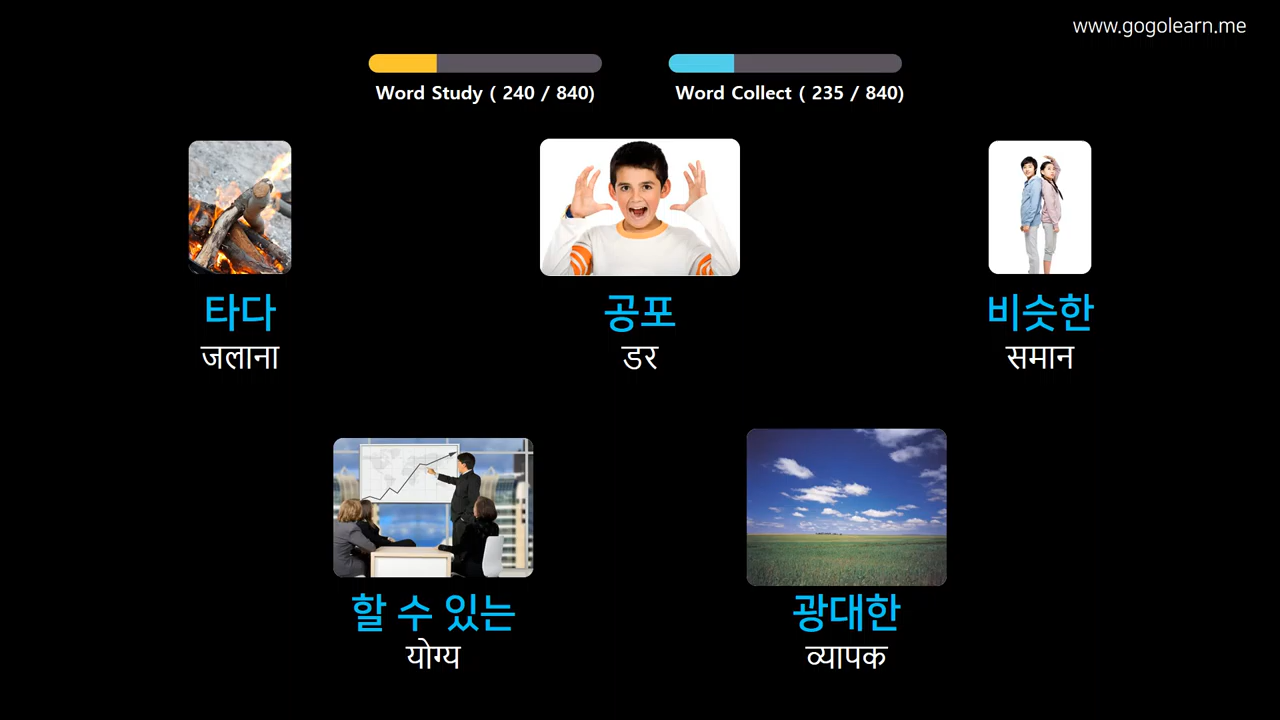 www.gogolearn.me
Word Study ( 240 / 840)
Word Collect ( 235 / 840)
타다
जलाना
공포
डर
비슷한
समान
할 수 있는
योग्य
광대한
व्यापक